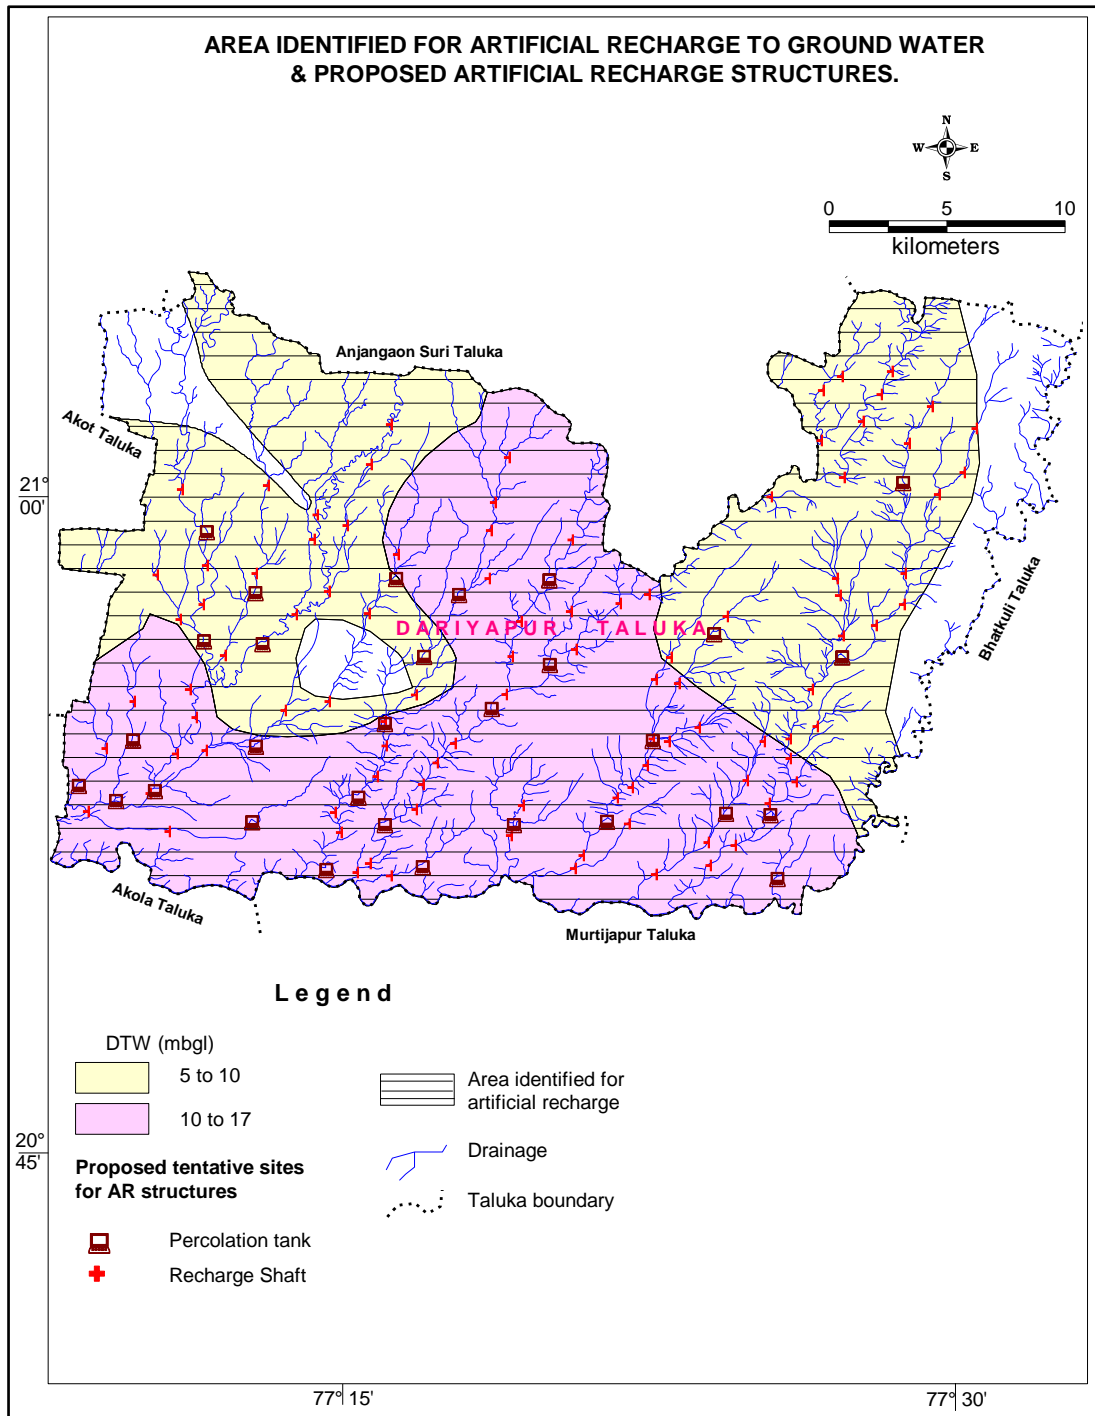 AREA IDENTIFIED FOR ARTIFICIAL RECHARGE TO GROUND WATER
& PROPOSED ARTIFICIAL RECHARGE STRUCTURES.
N
W E
S
0 5 10
kilometers
Anjangaon Suri Taluka
Akot Taluka
21°
00'
Bhatkuli Taluka
DARIYAPUR TALUKA
Akola Taluka
Murtijapur Taluka
Legend
DTW (mbgl)
5 to 10
10 to 17
Area identified for
artificial recharge
20°
45'
Drainage
Proposed tentative sites
for AR structures
Taluka boundary
Percolation tank
Recharge Shaft
77° 15'
77° 30'